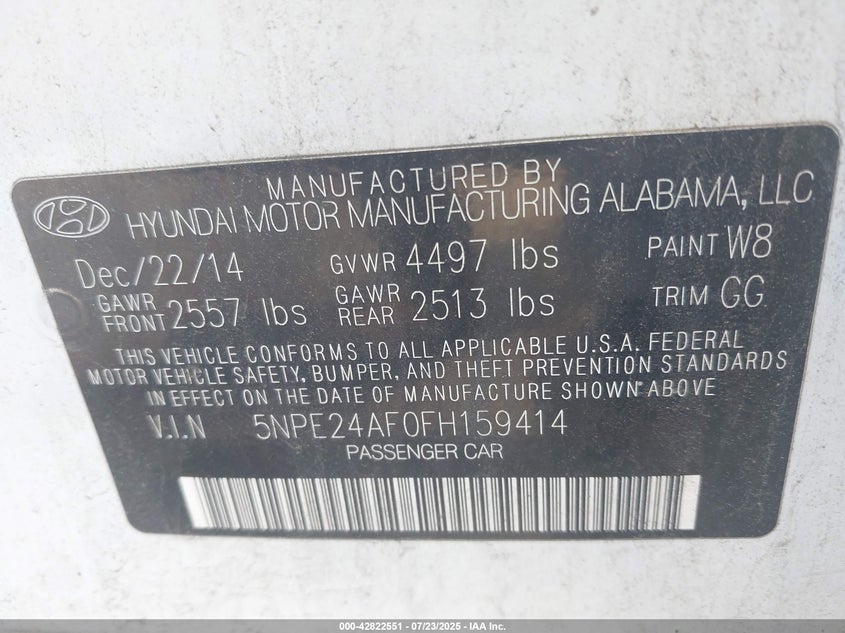 MANUFACTURED BY
HYUNDAI MOTOR MANUFACTURING ALABAMA, LLC
Dec/22/14 GVWR 4497 lbs PAINT W8
GAWR FRONT 2557 lbs GAWR REAR 2513 lbs TRIM GG
THIS VEHICLE CONFORMS TO ALL APPLICABLE U.S.A. FEDERAL
MOTOR VEHICLE SAFETY, BUMPER, AND THEFT PREVENTION STANDARDS
IN EFFECT ON THE DATE OF MANUFACTURE SHOWN ABOVE
V.I.N 5NPE24AF0FH159414
PASSENGER CAR
000-42822551 - 07/23/2025 - IAA Inc.